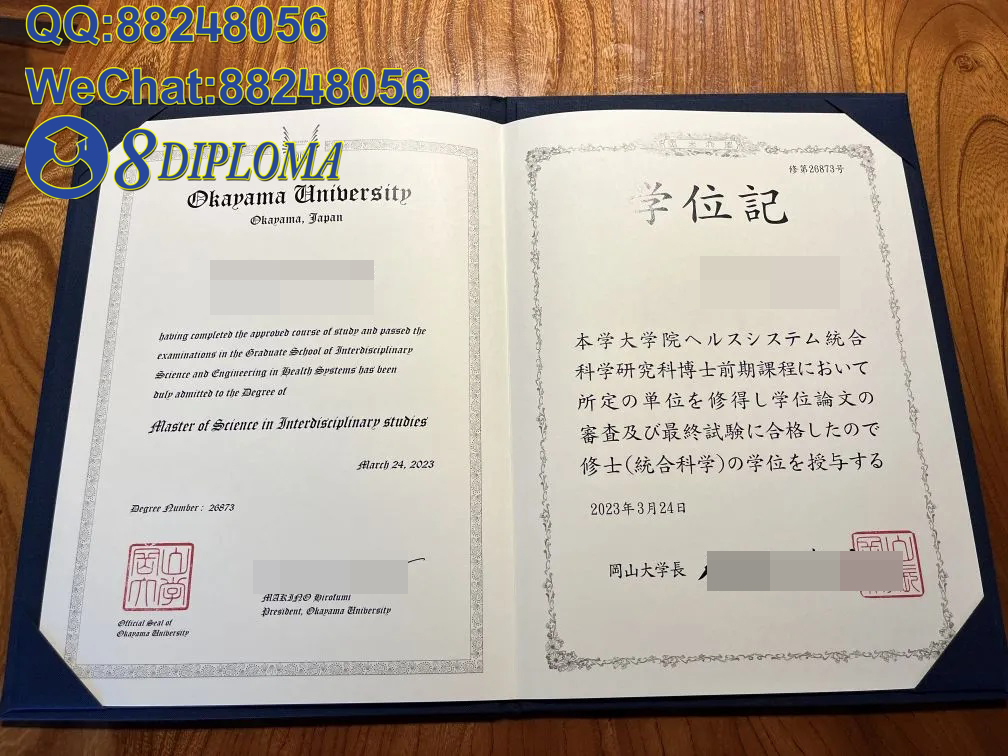 QQ:88248056
WeChat:88248056
8DIPLOMA
Okayama University
Okayama, Japan
having completed the approved course of study and passed the
examinations in the Graduate School of Interdisciplinary
Science and Engineering in Health Systems has been
duly admitted to the Degree of
Master of Science in Interdisciplinary studies
March 24, 2023
Degree Number : 26873
Official Seal of
Okayama University
MAKINO Hirofumi
President, Okayama University
修第26873号
学位記
本学大学院ヘルスシステム統合
科学研究科博士前期課程において
所定の単位を修得し学位論文の
審査及び最終試験に合格したので
修士(統合科学)の学位を授与する
2023年3月24日
岡山大学長